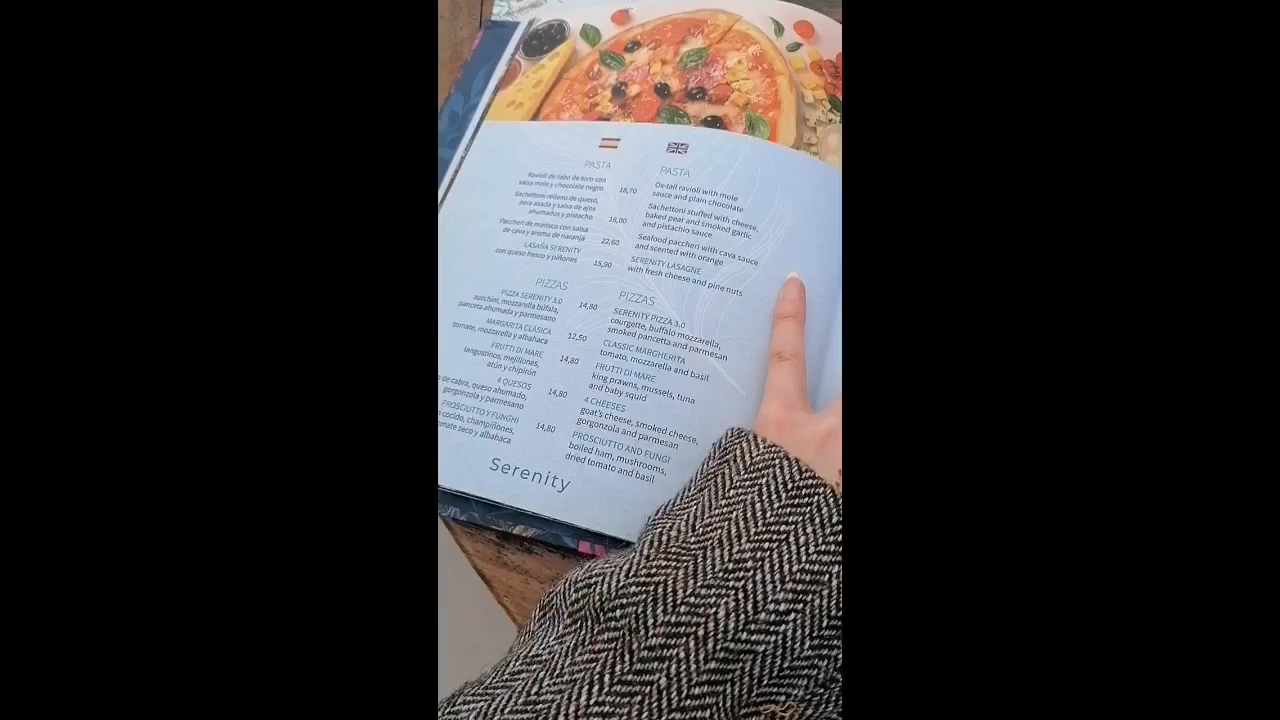 PASTA
Ravioli de rabo de toro con
salsa mole y chocolate negro
18,70
Sachettoni relleno de queso,
pera asada y salsa de ajos
ahumados y pistacho
16,00
Paccheri de marisco con salsa
de cava y aroma de naranja
22,60
LASAÑA SERENITY
con queso fresco y piñones
15,90
PIZZAS
PIZZA SERENITY 3.0
zucchini, mozzarella búfala,
panceta ahumada y parmesano
14,80
MARGARITA CLÁSICA
tomate, mozzarella y albahaca
12,50
FRUTTI DI MARE
langostinos, mejillones,
atún y chipirón
14,80
4 QUESOS
de cabra, queso ahumado,
gorgonzola y parmesano
14,80
PROSCIUTTO Y FUNGHI
cocido, champiñones,
seco y albahaca
14,80
PASTA
Ox-tail ravioli with mole
sauce and plain chocolate
Sachettoni stuffed with cheese,
baked pear and smoked garlic
and pistachio sauce
Seafood paccheri with cava sauce
and scented with orange
SERENITY LASAGNE
with fresh cheese and pine nuts
PIZZAS
SERENITY PIZZA 3.0
courgette, buffalo mozzarella,
smoked pancetta and parmesan
CLASSIC MARGHERITA
tomato, mozzarella and basil
FRUTTI DI MARE
king prawns, mussels, tuna
and baby squid
4 CHEESES
goat's cheese, smoked cheese,
gorgonzola and parmesan
PROSCIUTTO AND FUNGI
boiled ham, mushrooms,
dried tomato and basil
Serenity